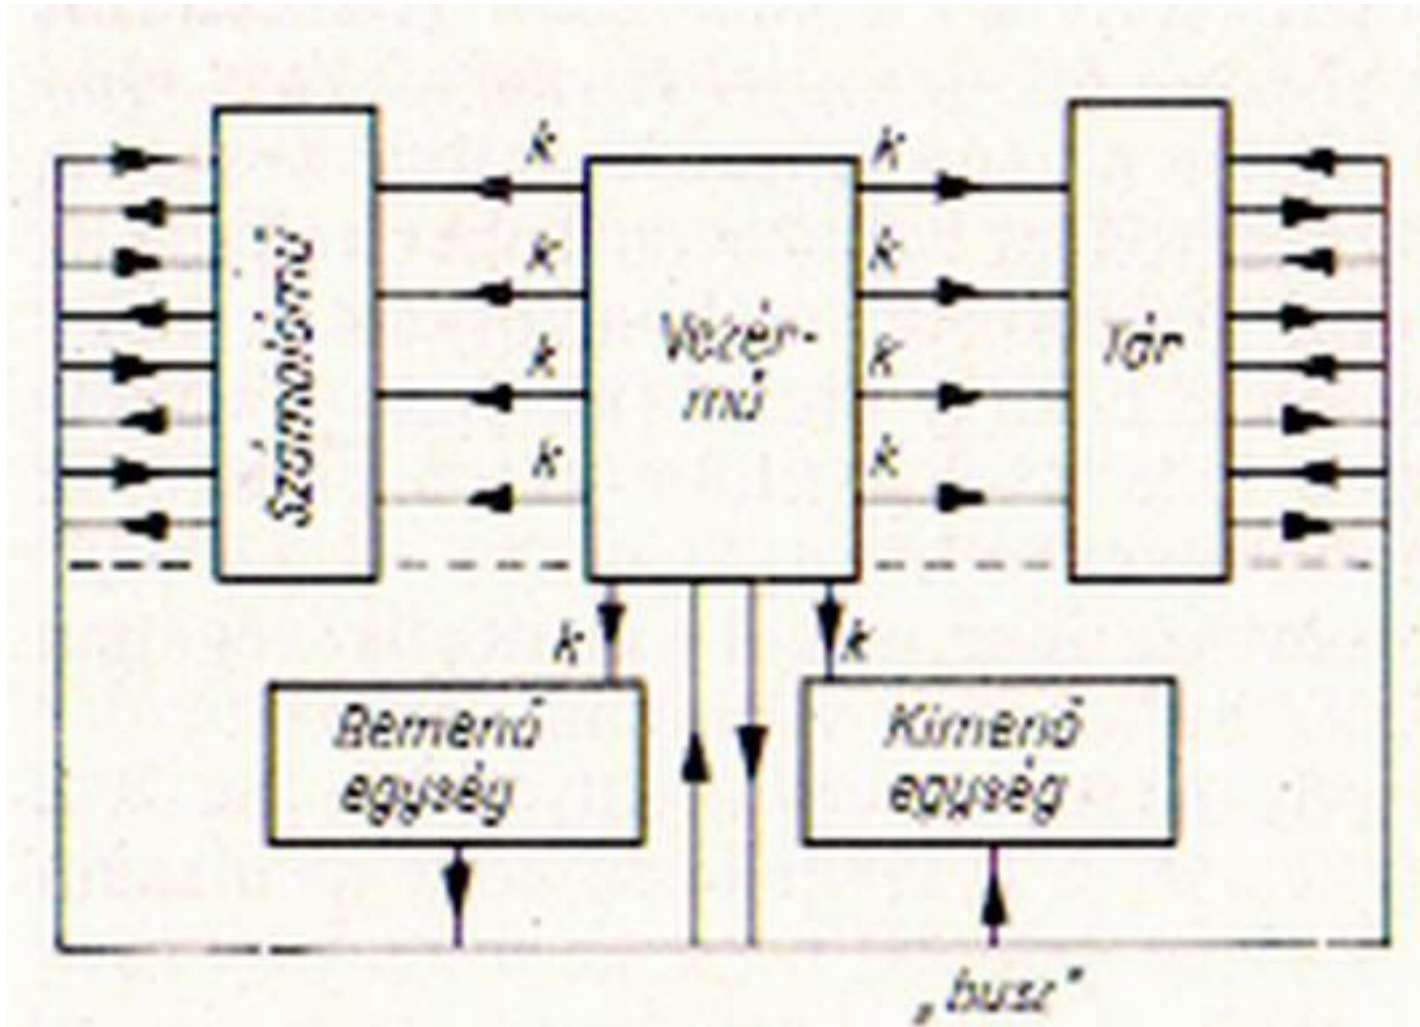 k
k
k
k
k
k
k
k
Számolómű
Vezér-
mű
Tár
k
k
Bemenő
egység
Kimenő
egység
„busz”